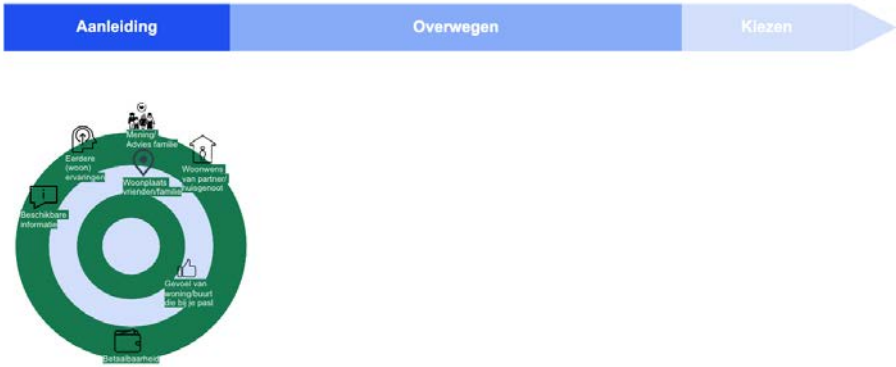 Aanleiding
Overwegen
Kiezen
Mening/
Advies familie
Eerdere
(woon)
ervaringen
Woonwens
van partner/
huisgenoot
Woonplaats
vrienden/familie
Beschikbare
informatie
Gevoel van
woning/buurt
die bij je past
Betaalbaarheid